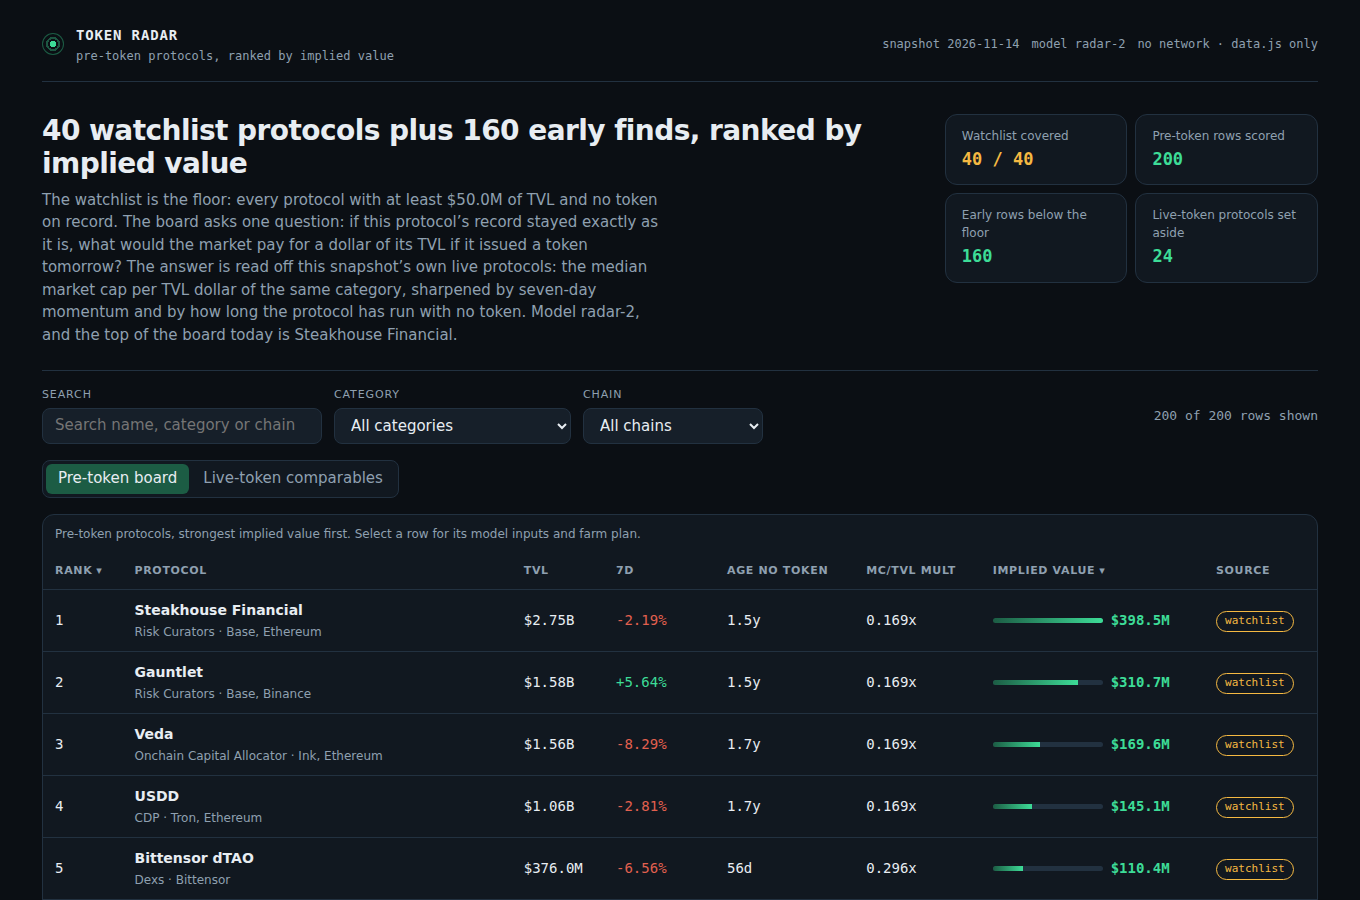 TOKEN RADAR
pre-token protocols, ranked by implied value
snapshot 2026-11-14 model radar-2 no network · data.js only
40 watchlist protocols plus 160 early finds, ranked by
implied value
The watchlist is the floor: every protocol with at least $50.0M of TVL and no token
on record. The board asks one question: if this protocol’s record stayed exactly as
it is, what would the market pay for a dollar of its TVL if it issued a token
tomorrow? The answer is read off this snapshot’s own live protocols: the median
market cap per TVL dollar of the same category, sharpened by seven-day
momentum and by how long the protocol has run with no token. Model radar-2,
and the top of the board today is Steakhouse Financial.
Watchlist covered
40 / 40
Pre-token rows scored
200
Early rows below the
floor
160
Live-token protocols set
aside
24
SEARCH
Search name, category or chain
CATEGORY
All categories
CHAIN
All chains
200 of 200 rows shown
Pre-token board
Live-token comparables
Pre-token protocols, strongest implied value first. Select a row for its model inputs and farm plan.
RANK ▾ PROTOCOL TVL 7D AGE NO TOKEN MC/TVL MULT IMPLIED VALUE ▾ SOURCE
1 Steakhouse Financial $2.75B -2.19% 1.5y 0.169x $398.5M watchlist
Risk Curators · Base, Ethereum
2 Gauntlet $1.58B +5.64% 1.5y 0.169x $310.7M watchlist
Risk Curators · Base, Binance
3 Veda $1.56B -8.29% 1.7y 0.169x $169.6M watchlist
Onchain Capital Allocator · Ink, Ethereum
4 USDD $1.06B -2.81% 1.7y 0.169x $145.1M watchlist
CDP · Tron, Ethereum
5 Bittensor dTAO $376.0M -6.56% 56d 0.296x $110.4M watchlist
Dexs · Bittensor